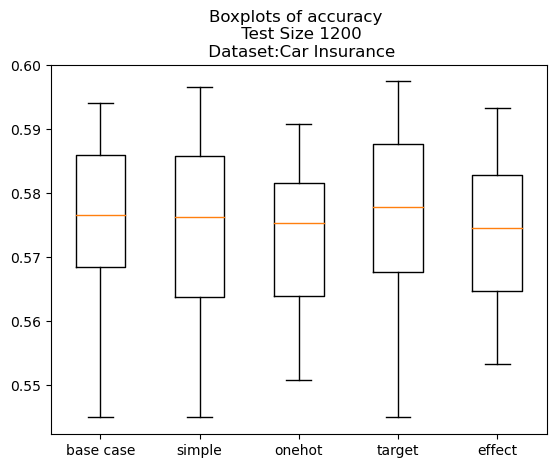 Boxplots of accuracy
Test Size 1200
Dataset:Car Insurance
0.60
0.59
0.58
0.57
0.56
0.55
base case simple onehot target effect